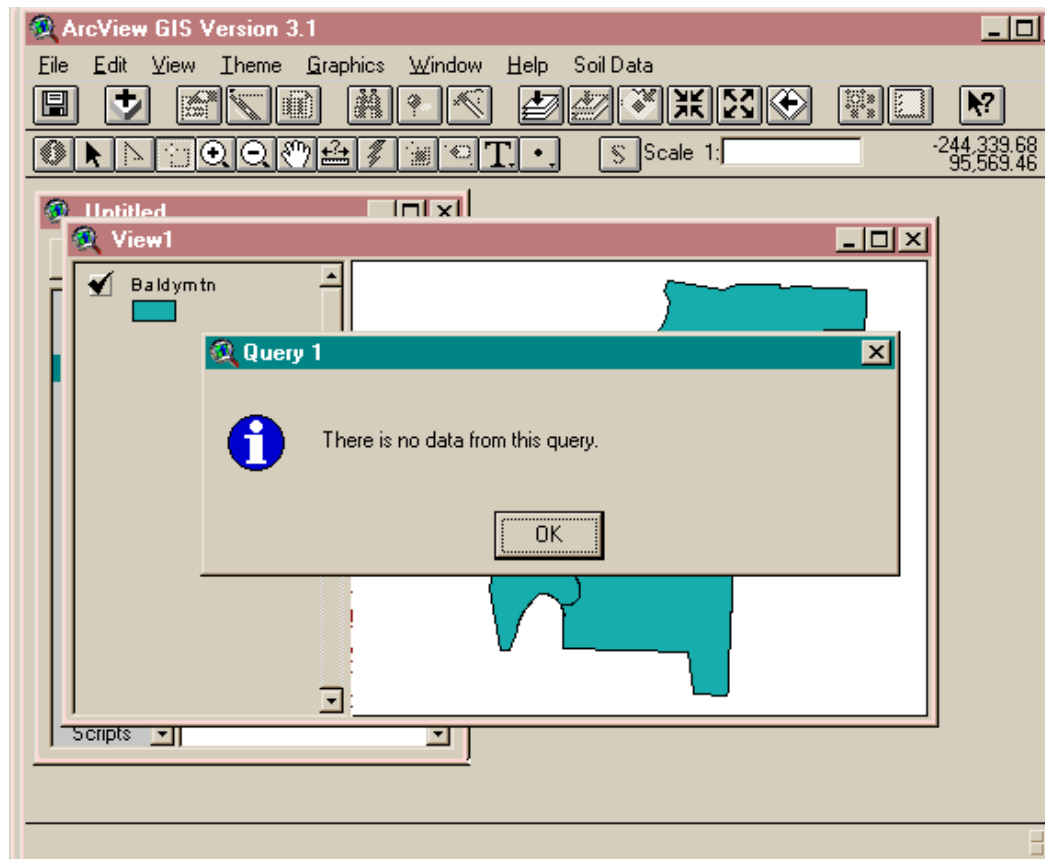 ArcView GIS Version 3.1
File Edit View Theme Graphics Window Help Soil Data
T. S Scale 1: -244,339.68
95,569.46
Untitled
View1
Baldymtn
Query 1
There is no data from this query.
OK
Scripts